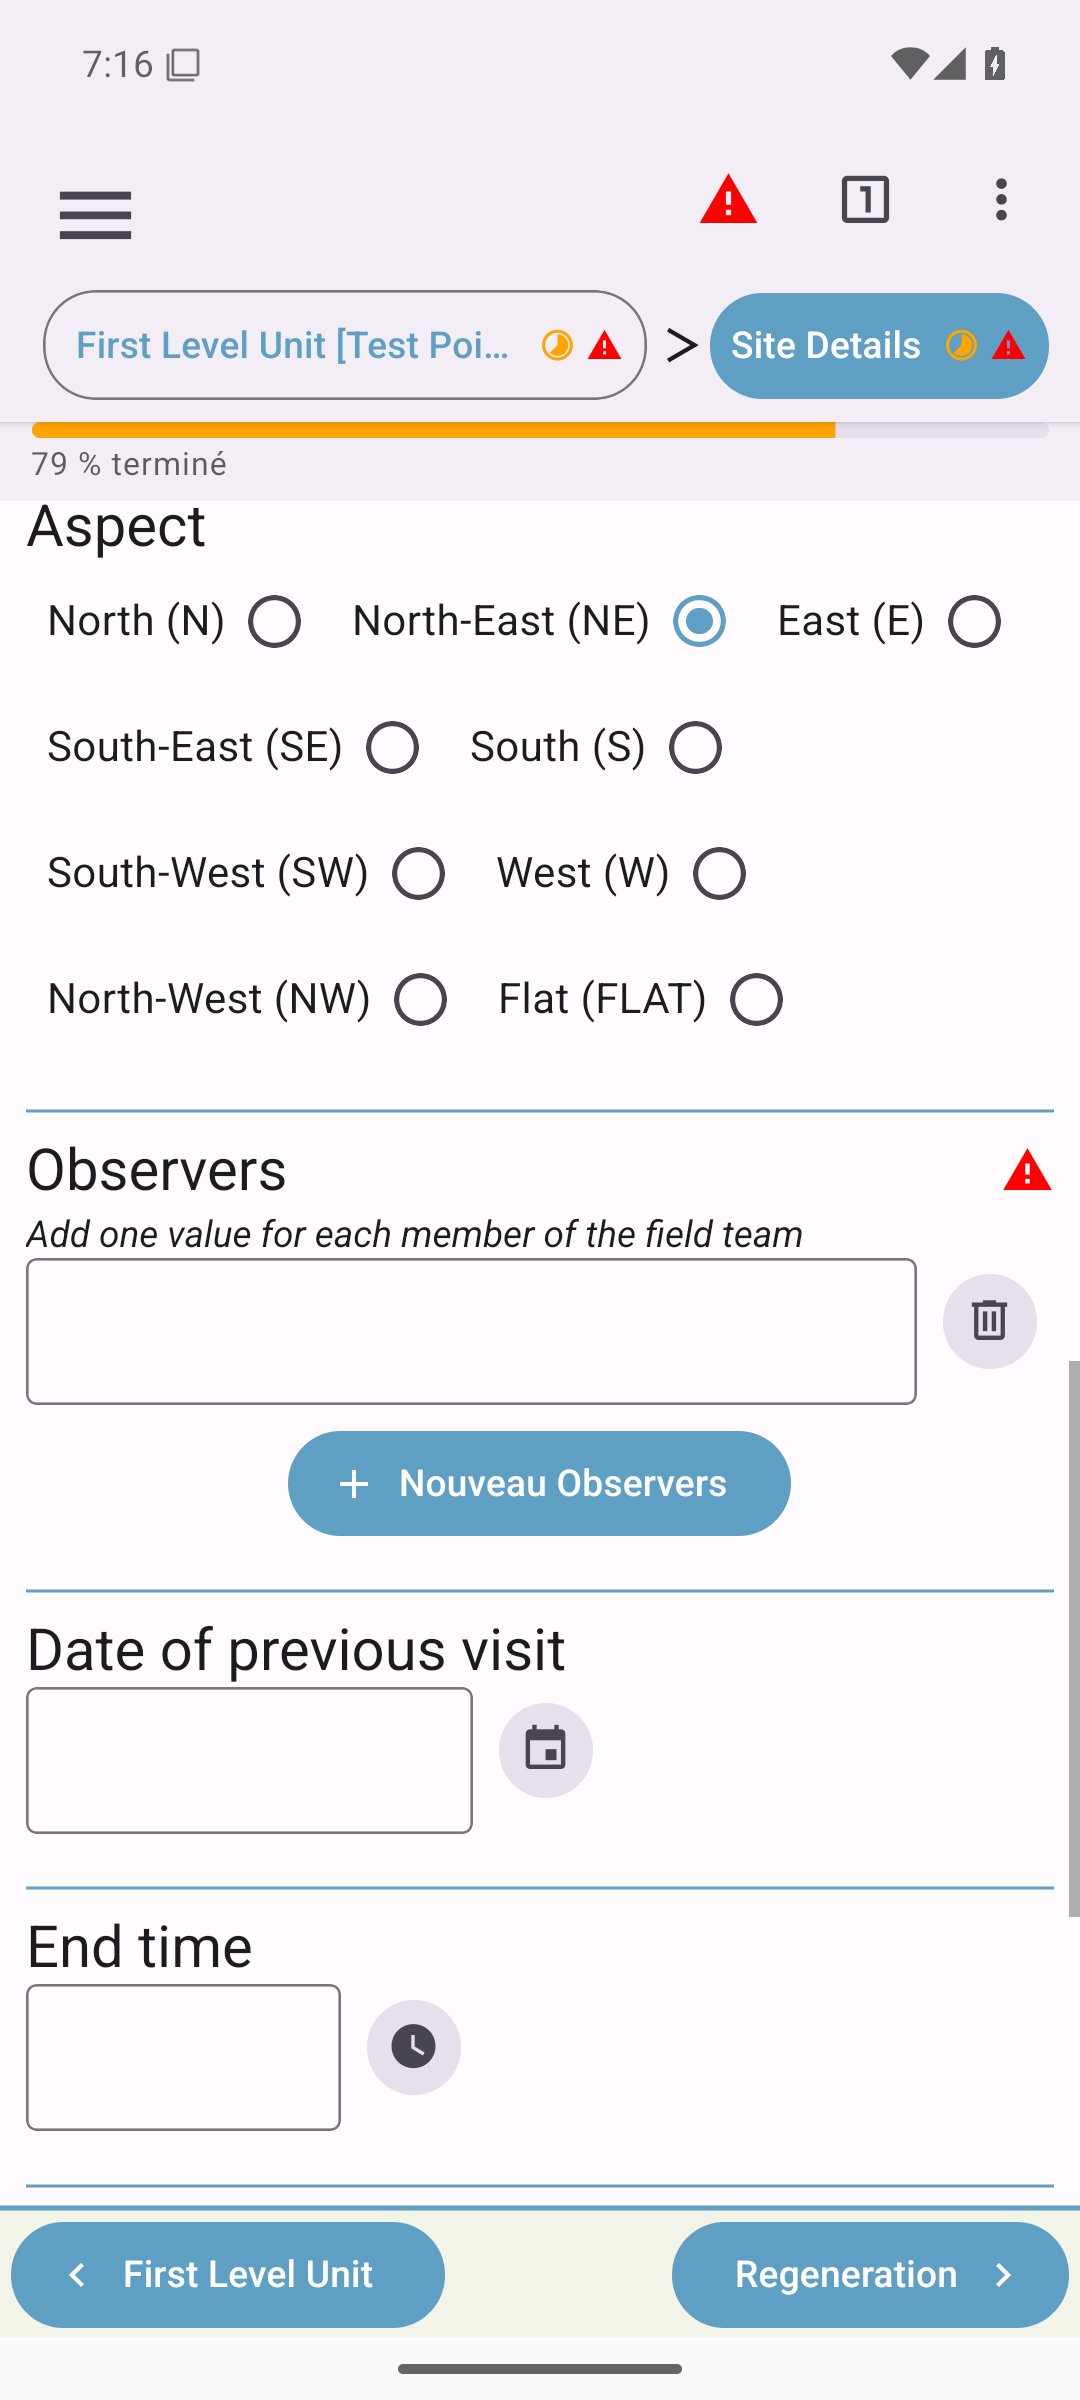 7:16
1
First Level Unit [Test Poi...
>
Site Details
79 % terminé
Aspect
North (N)
North-East (NE)
East (E)
South-East (SE)
South (S)
South-West (SW)
West (W)
North-West (NW)
Flat (FLAT)
Observers
Add one value for each member of the field team
+ Nouveau Observers
Date of previous visit
End time
< First Level Unit
Regeneration >